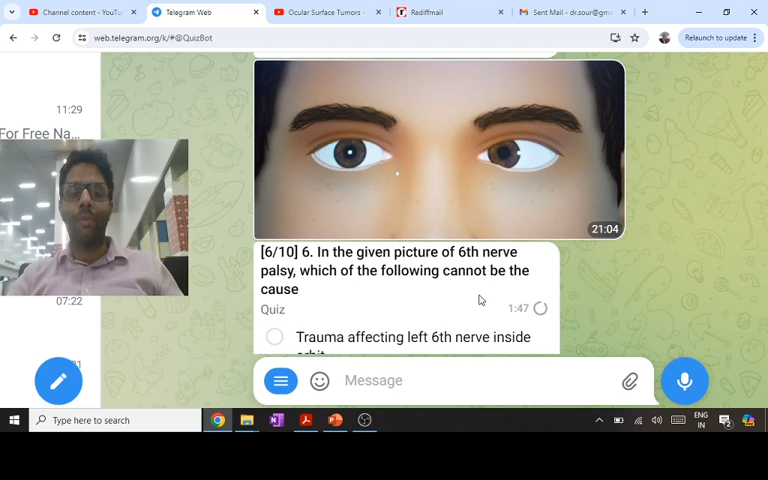 Channel content - YouTu
Telegram Web
Ocular Surface Tumors -
Rediffmail
Sent Mail - dr.sour@gma
web.telegram.org/k/#@QuizBot
Relaunch to update
11:29
For Free Na...
07:22
21:04
[6/10] 6. In the given picture of 6th nerve
palsy, which of the following cannot be the
cause
Quiz
1:47
Trauma affecting left 6th nerve inside
orbit
Message
Type here to search
ENG
IN
2